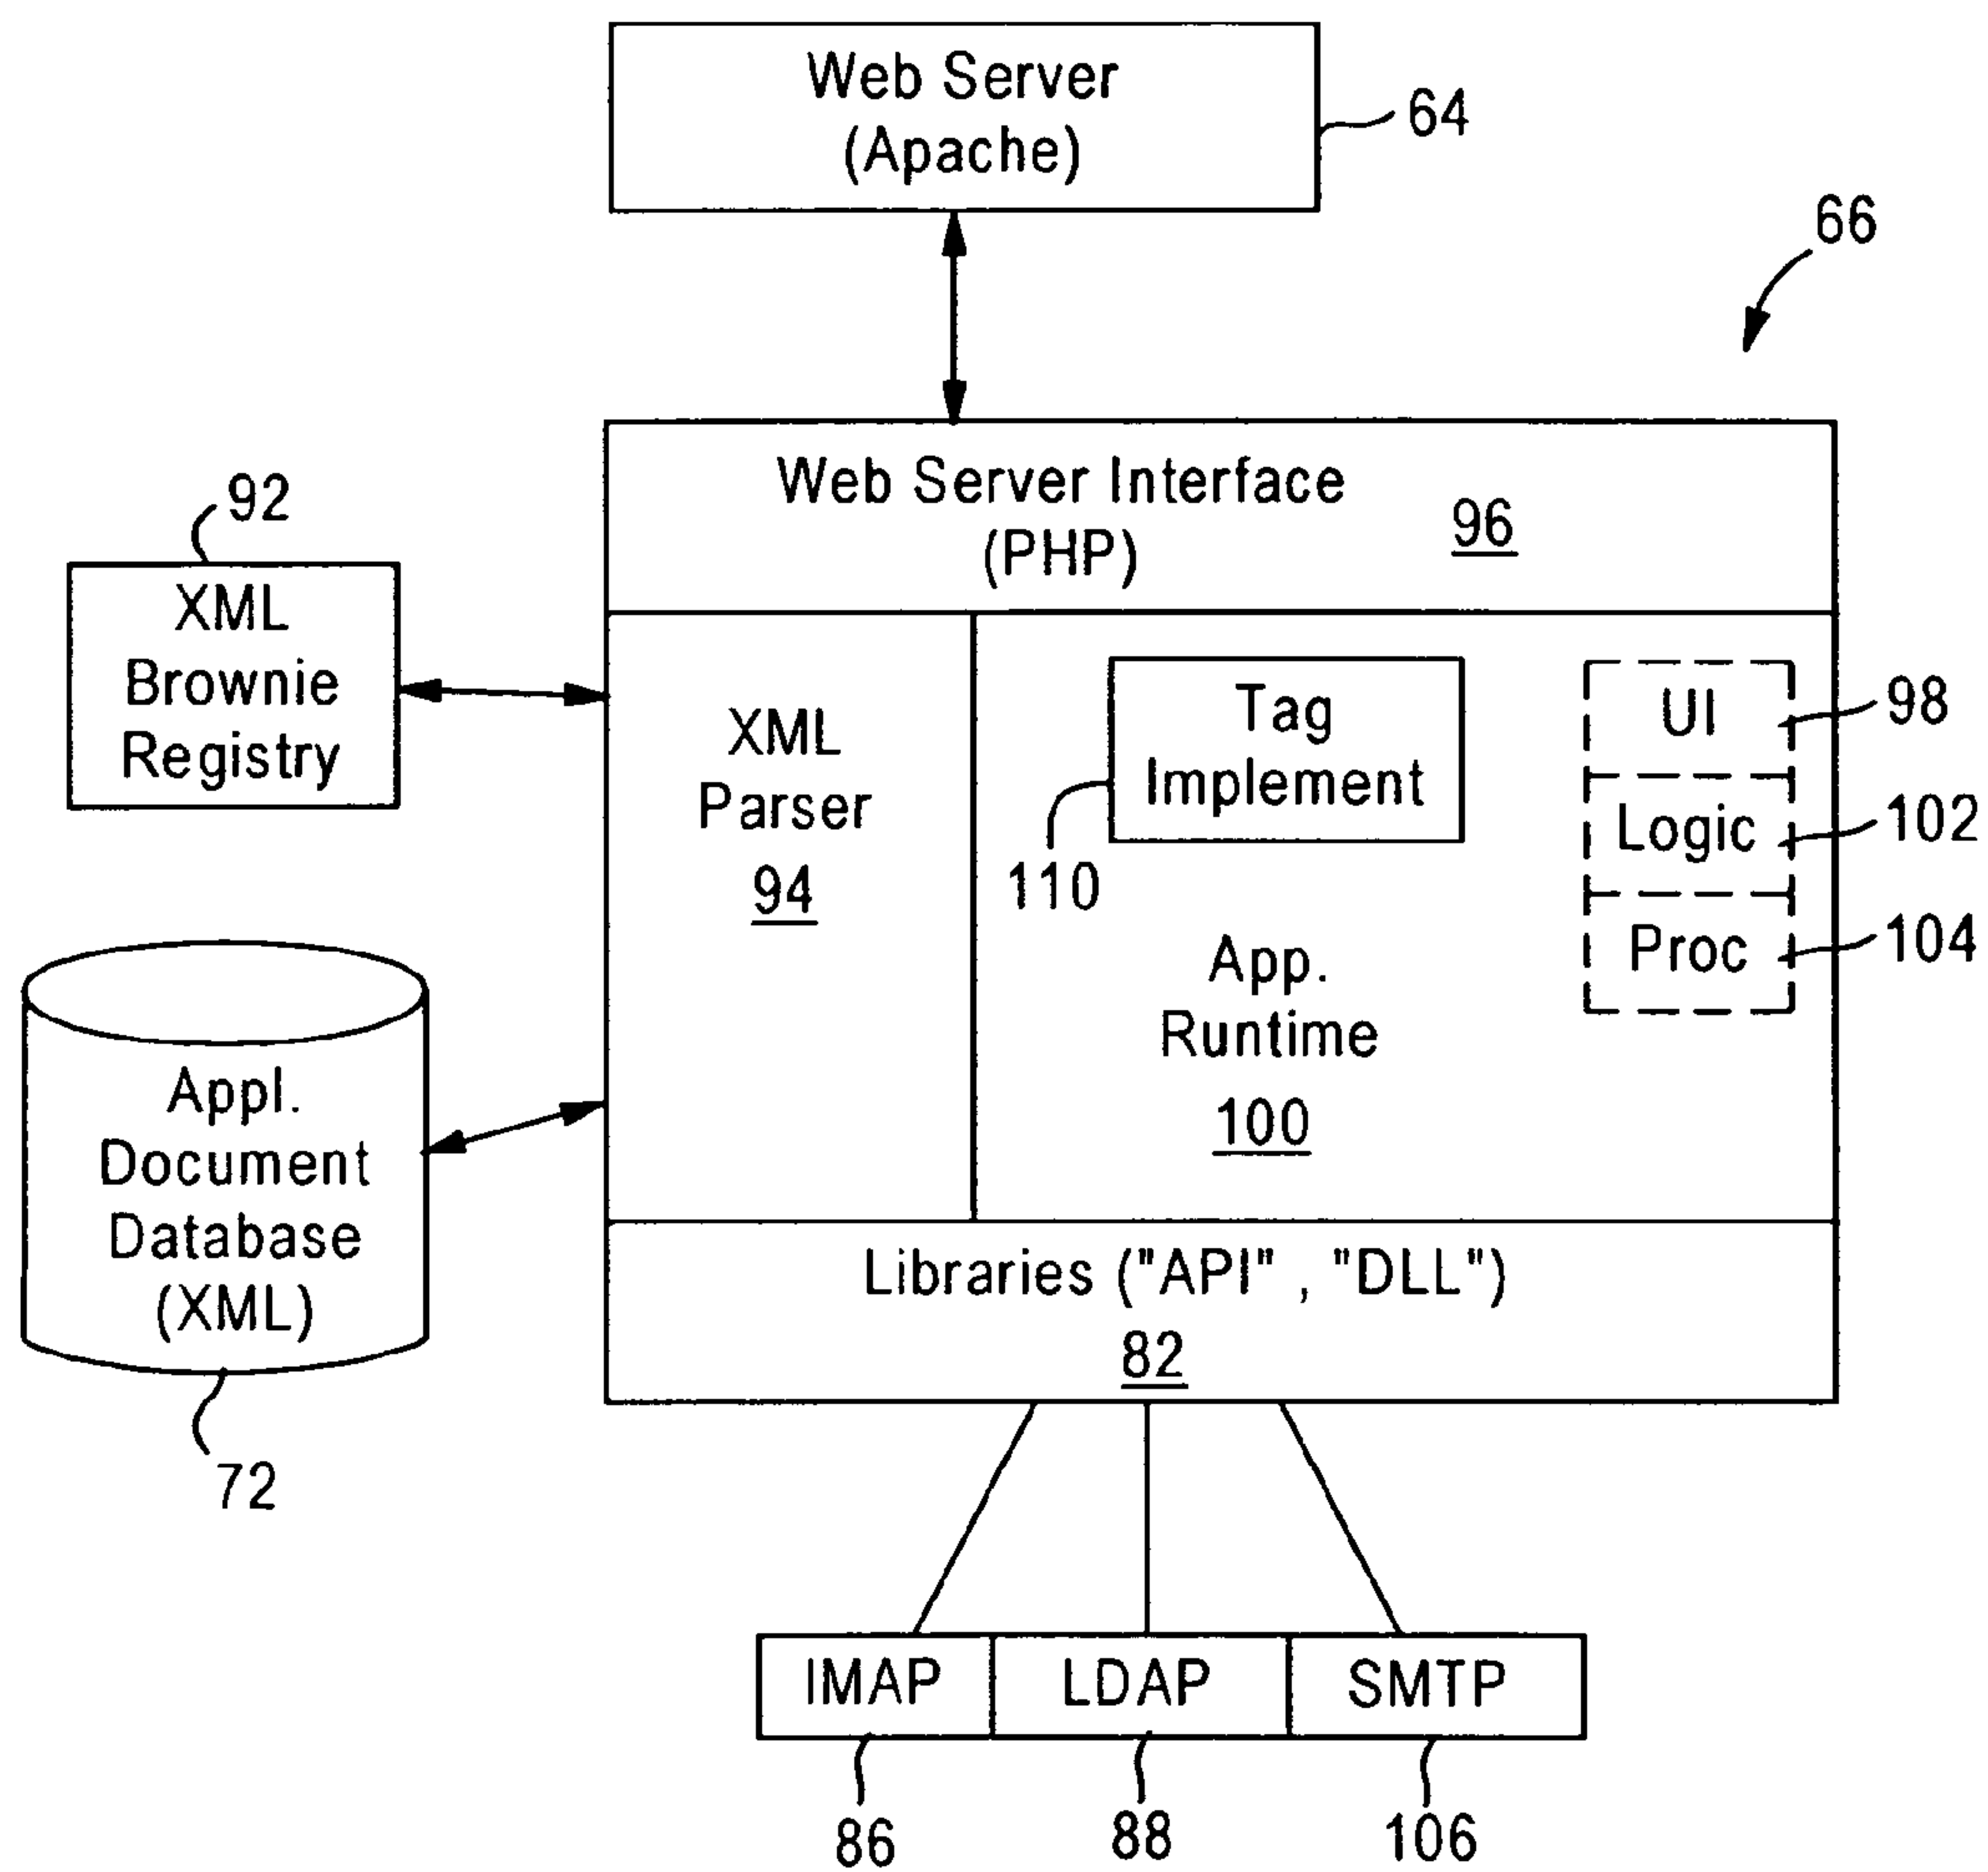 Web Server
(Apache)
64
66
Web Server Interface
(PHP)
96
92
XML
Brownie
Registry
XML
Parser
94
Tag
Implement
110
UI
98
Logic
102
Proc
104
App.
Runtime
100
Appl.
Document
Database
(XML)
72
Libraries ("API" , "DLL")
82
IMAP
LDAP
SMTP
86
88
106